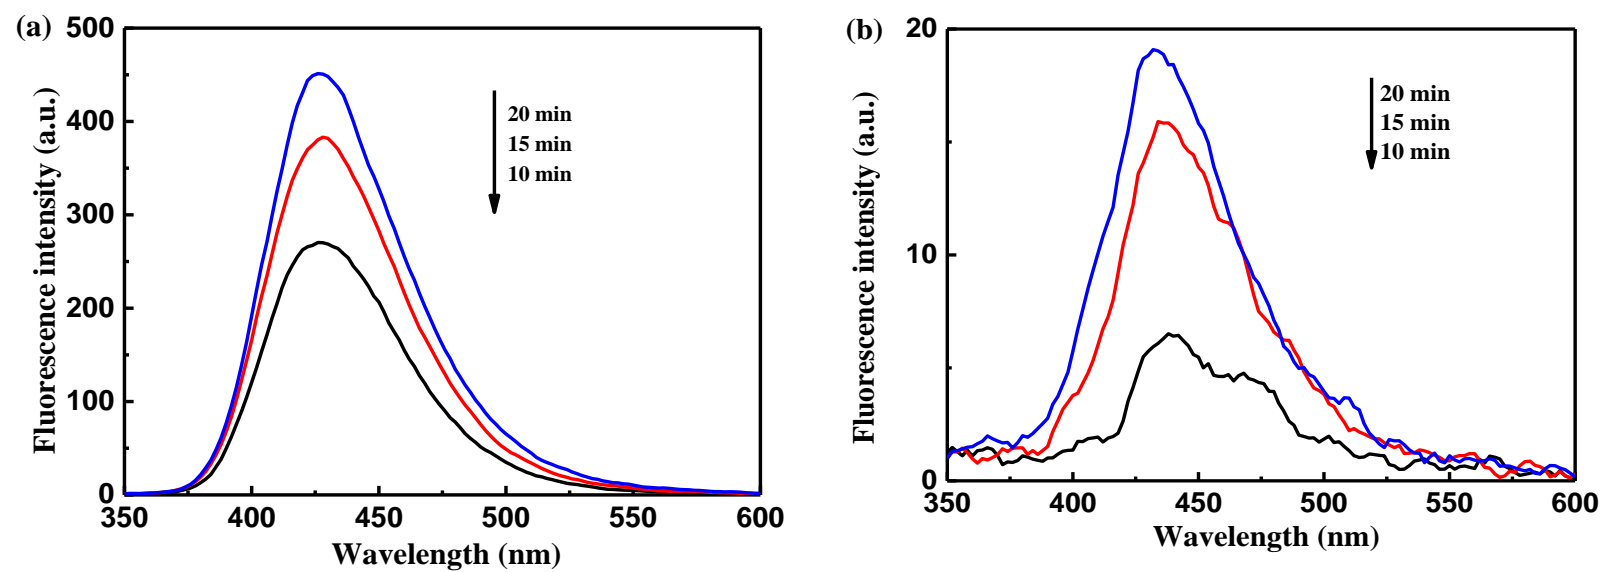 (a)
Fluorescence intensity (a.u.)
500
400
300
200
100
0
20 min
15 min
10 min
350 400 450 500 550 600
Wavelength (nm)
(b)
Fluorescence intensity (a.u.)
20
10
0
20 min
15 min
10 min
350 400 450 500 550 600
Wavelength (nm)